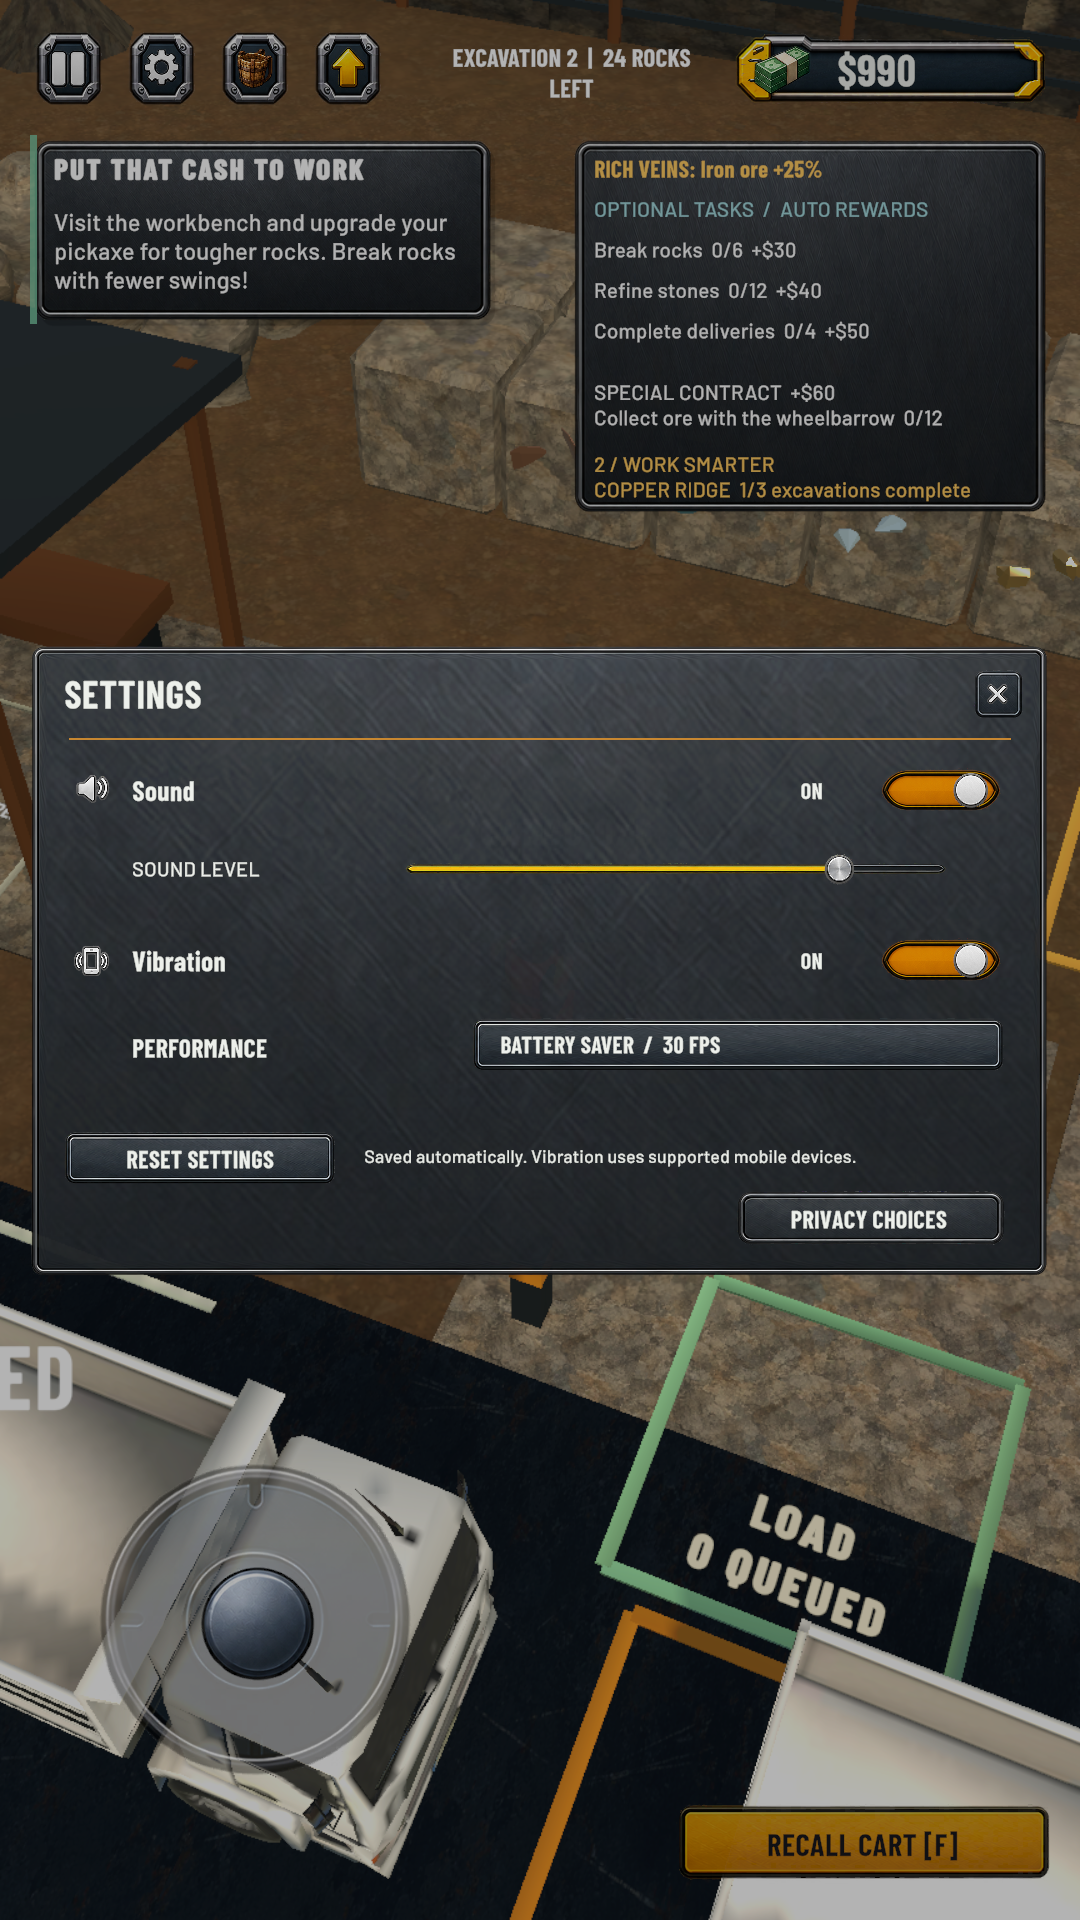 EXCAVATION 2 | 24 ROCKS
LEFT
$990
PUT THAT CASH TO WORK
Visit the workbench and upgrade your
pickaxe for tougher rocks. Break rocks
with fewer swings!
RICH VEINS: Iron ore +25%
OPTIONAL TASKS / AUTO REWARDS
Break rocks 0/6 +$30
Refine stones 0/12 +$40
Complete deliveries 0/4 +$50
SPECIAL CONTRACT +$60
Collect ore with the wheelbarrow 0/12
2 / WORK SMARTER
COPPER RIDGE 1/3 excavations complete
SETTINGS
Sound
ON
SOUND LEVEL
Vibration
ON
PERFORMANCE
BATTERY SAVER / 30 FPS
RESET SETTINGS
Saved automatically. Vibration uses supported mobile devices.
PRIVACY CHOICES
ED
LOAD
0 QUEUED
RECALL CART [F]